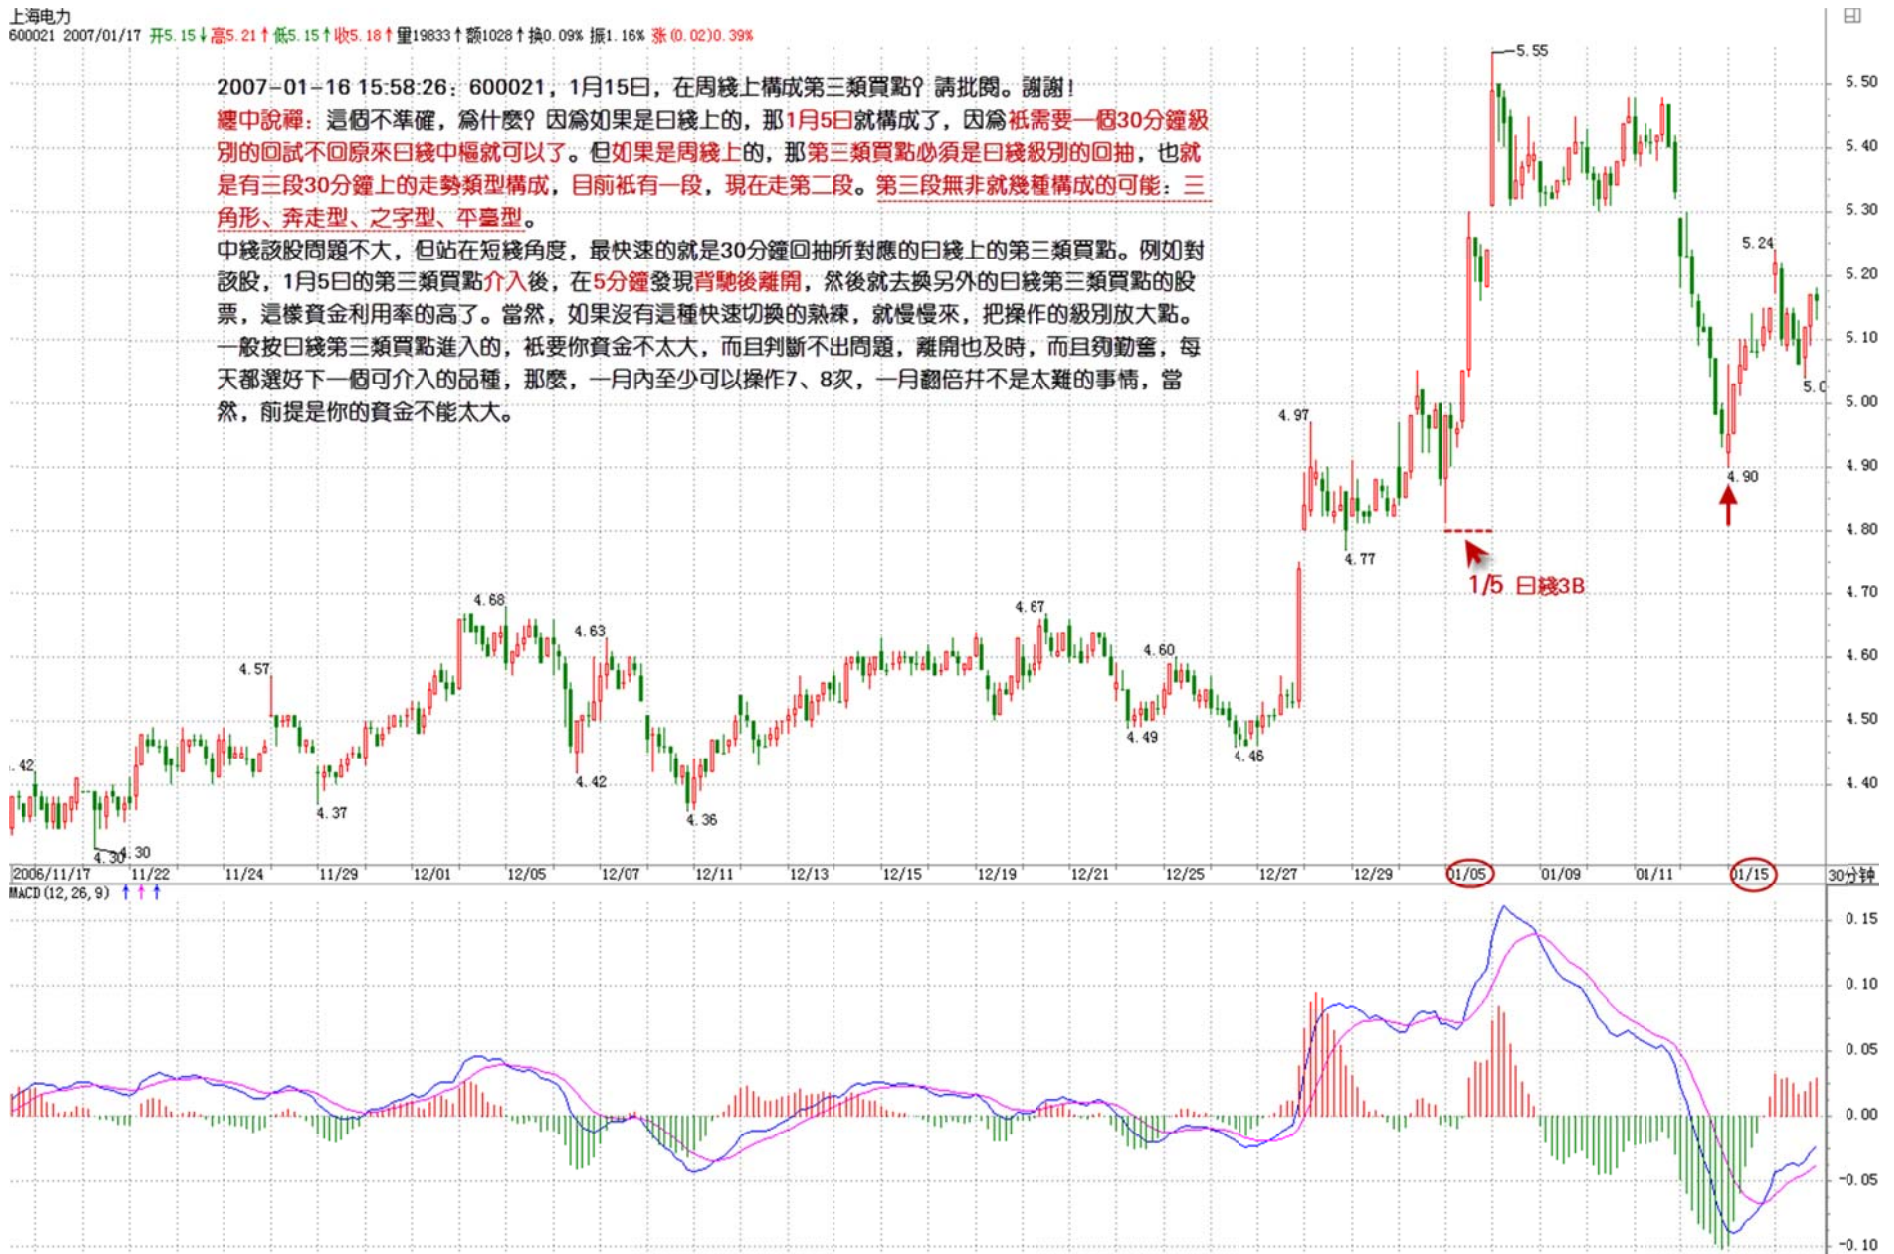 上海电力
600021 2007/01/17 开5.15↓高5.21↑低5.15↑收5.18↑量19833↑额1028↑换0.09% 振1.16% 涨(0.02)0.39%
2007-01-16 15:58:26：600021，1月15日，在周綫上構成第三類買點？請批閱。謝謝！
纏中說禪：這個不準確，爲什麽？因爲如果是日綫上的，那1月5日就構成了，因爲衹需要一個30分鐘級
別的回試不回原來日綫中樞就可以了。但如果是周綫上的，那第三類買點必須是日綫級別的回抽，也就
是有三段30分鐘上的走勢類型構成，目前衹有一段，現在走第二段。第三段無非就幾種構成的可能：三
角形、奔走型、之字型、平臺型。
中綫該股問題不大，但站在短綫角度，最快速的就是30分鐘回抽所對應的日綫上的第三類買點。例如對
該股，1月5日的第三類買點介入後，在5分鐘發現背馳後離開，然後就去換另外的日綫第三類買點的股
票，這樣資金利用率的高了。當然，如果沒有這種快速切換的熟練，就慢慢來，把操作的級別放大點。
一般按日綫第三類買點進入的，衹要你資金不太大，而且判斷不出問題，離開也及時，而且夠勤奮，每
天都選好下一個可介入的品種，那麽，一月內至少可以操作7、8次，一月翻倍幷不是太難的事情，當
然，前提是你的資金不能太大。
5.55
5.50
5.40
5.30
5.24
5.20
5.10
5.0
5.00
4.97
4.90
4.90
4.80
4.77
1/5 日綫3B
4.70
4.68
4.67
4.63
4.60
4.60
4.57
4.50
4.49
4.46
.42
4.42
4.40
4.37
4.36
4.30
4.30
2006/11/17 11/22 11/24 11/29 12/01 12/05 12/07 12/11 12/13 12/15 12/19 12/21 12/25 12/27 12/29 01/05 01/09 01/11 01/15 30分钟
MACD(12,26,9) ↑ ↑ ↑
0.15
0.10
0.05
0.00
-0.05
-0.10